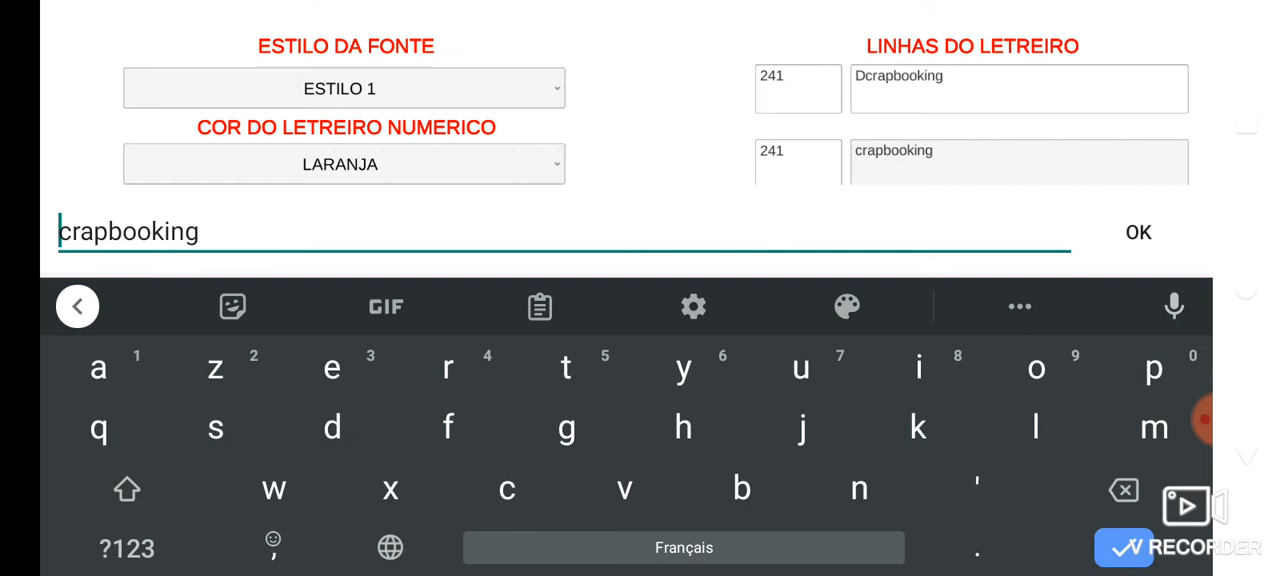 ESTILO DA FONTE
LINHAS DO LETREIRO
ESTILO 1
241 Dcrapbooking
COR DO LETREIRO NUMERICO
LARANJA
241 crapbooking
crapbooking
OK
GIF
a 1 z 2 e 3 r 4 t 5 y 6 u 7 i 8 o 9 p 0
q s d f g h j k l m
w x c v b n '
?123 , Français .
V RECORDER